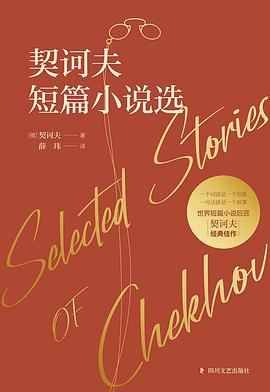 契诃夫
短篇小说选
[俄] 契诃夫——著
薛玮——译
Selected Stories
OF
Chekhov
一个词就是一个形象
一句话就是一个故事
世界短篇小说巨匠
契诃夫
经典佳作
四川文艺出版社